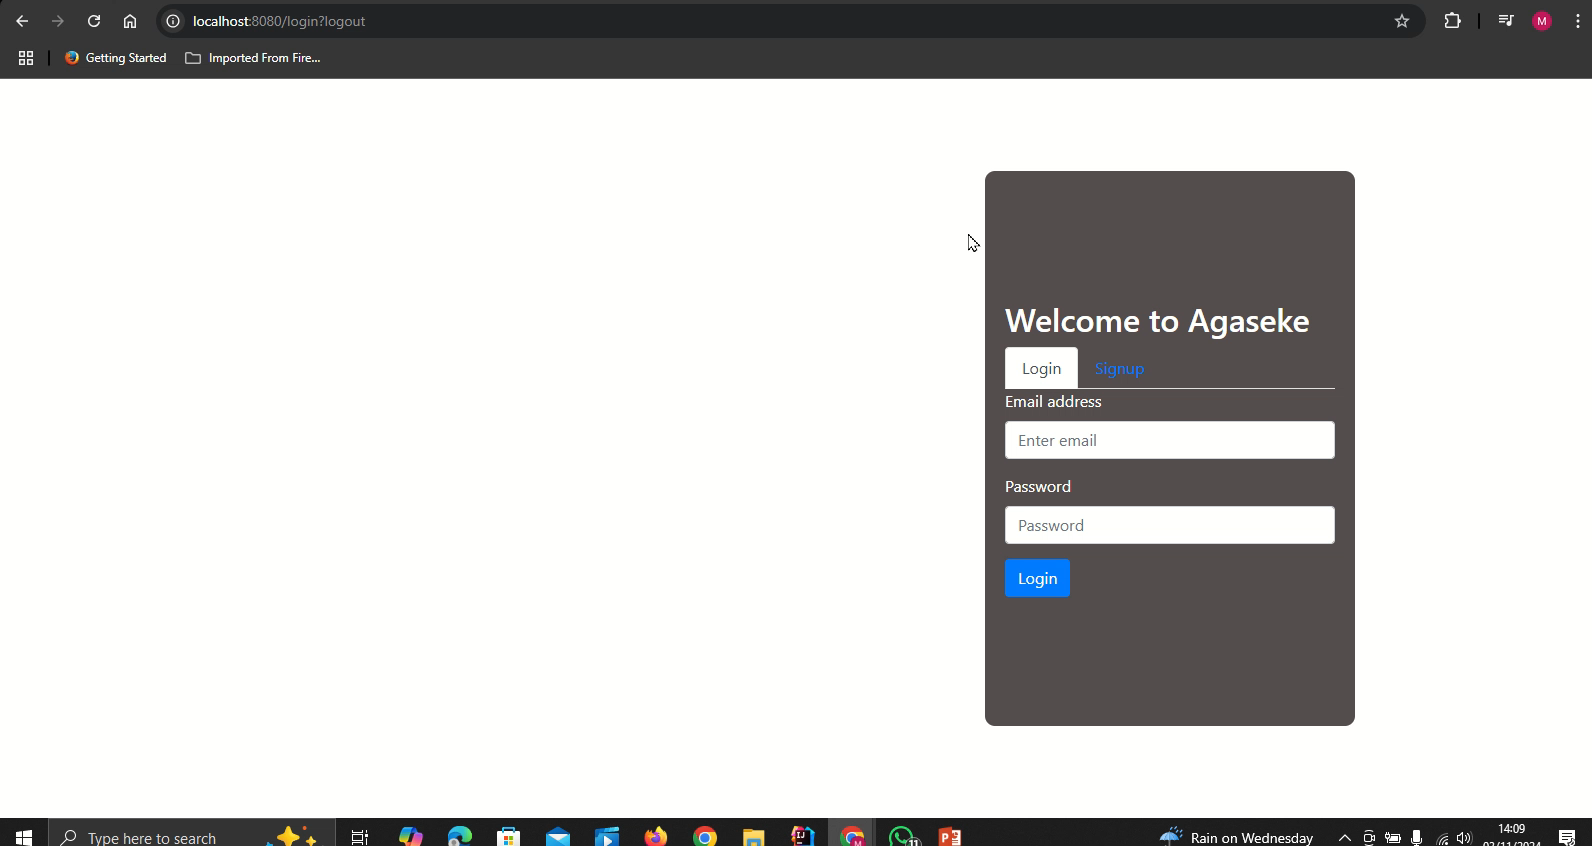 localhost:8080/login?logout
M
Getting Started
Imported From Fire...
Welcome to Agaseke
Login
Signup
Email address
Enter email
Password
Password
Login
Type here to search
11
Rain on Wednesday
14:09